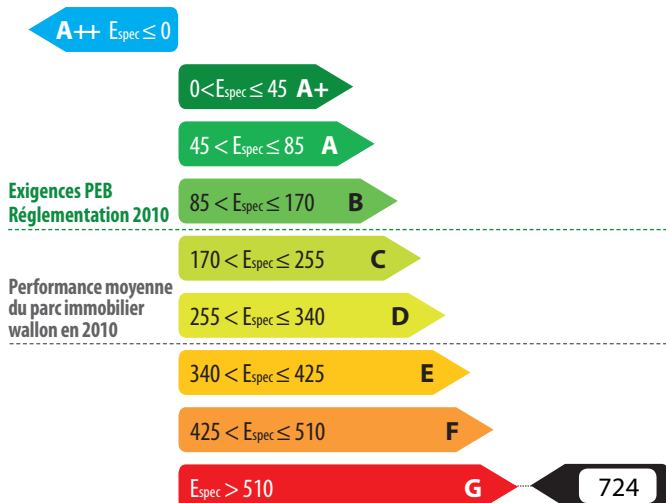 A++ Espec ≤ 0
0 < Espec ≤ 45 A+
45 < Espec ≤ 85 A
Exigences PEB
Réglementation 2010
85 < Espec ≤ 170 B
170 < Espec ≤ 255 C
Performance moyenne
du parc immobilier
wallon en 2010
255 < Espec ≤ 340 D
340 < Espec ≤ 425 E
425 < Espec ≤ 510 F
Espec > 510 G
724